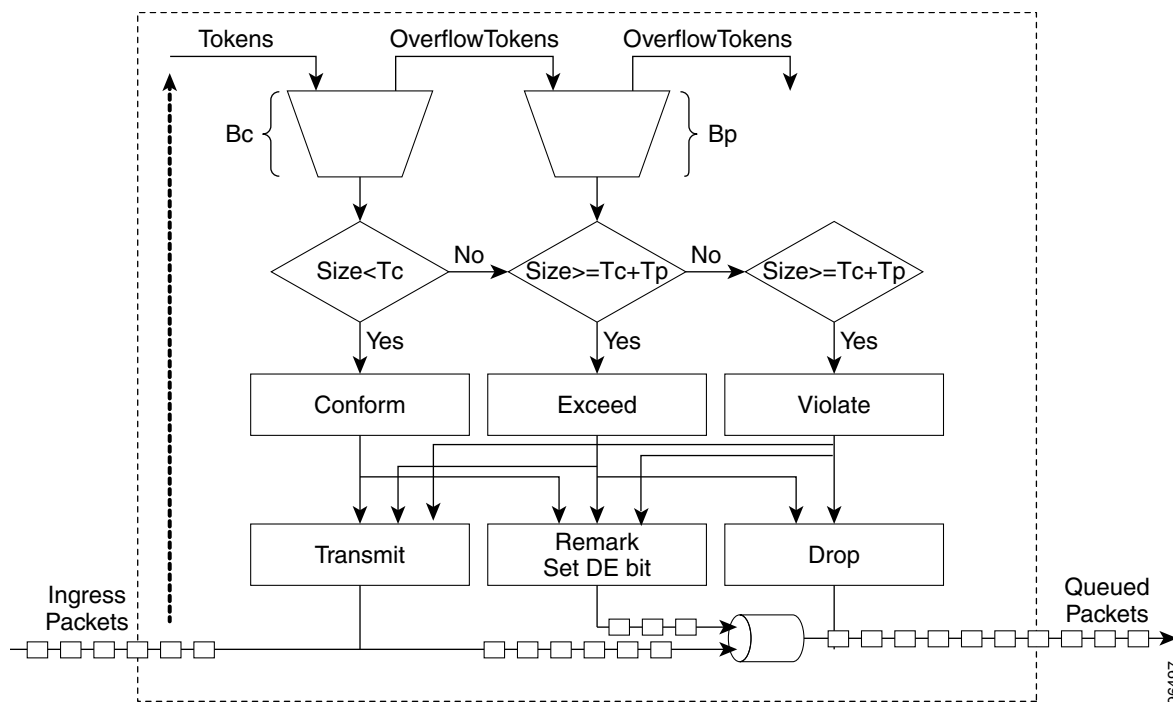 Tokens
OverflowTokens
OverflowTokens
Bc
Bp
No
No
Size<Tc
Size>=Tc+Tp
Size>=Tc+Tp
Yes
Yes
Yes
Conform
Exceed
Violate
Transmit
Remark
Set DE bit
Drop
Ingress
Packets
Queued
Packets